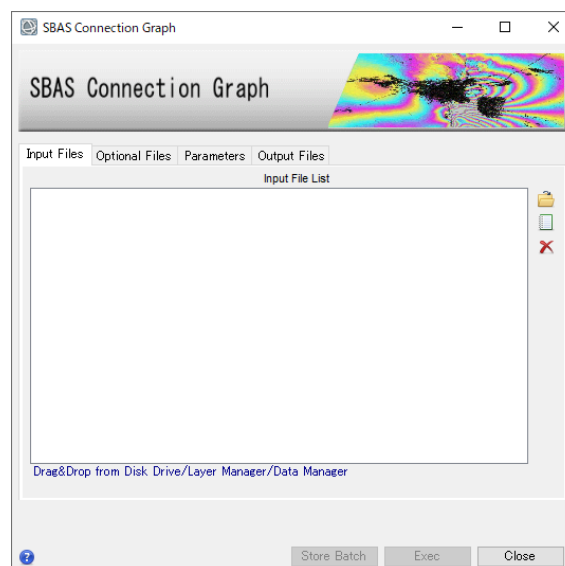 SBAS Connection Graph
SBAS Connection Graph
Input Files Optional Files Parameters Output Files
Input File List
Drag&Drop from Disk Drive/Layer Manager/Data Manager
Store Batch Exec Close